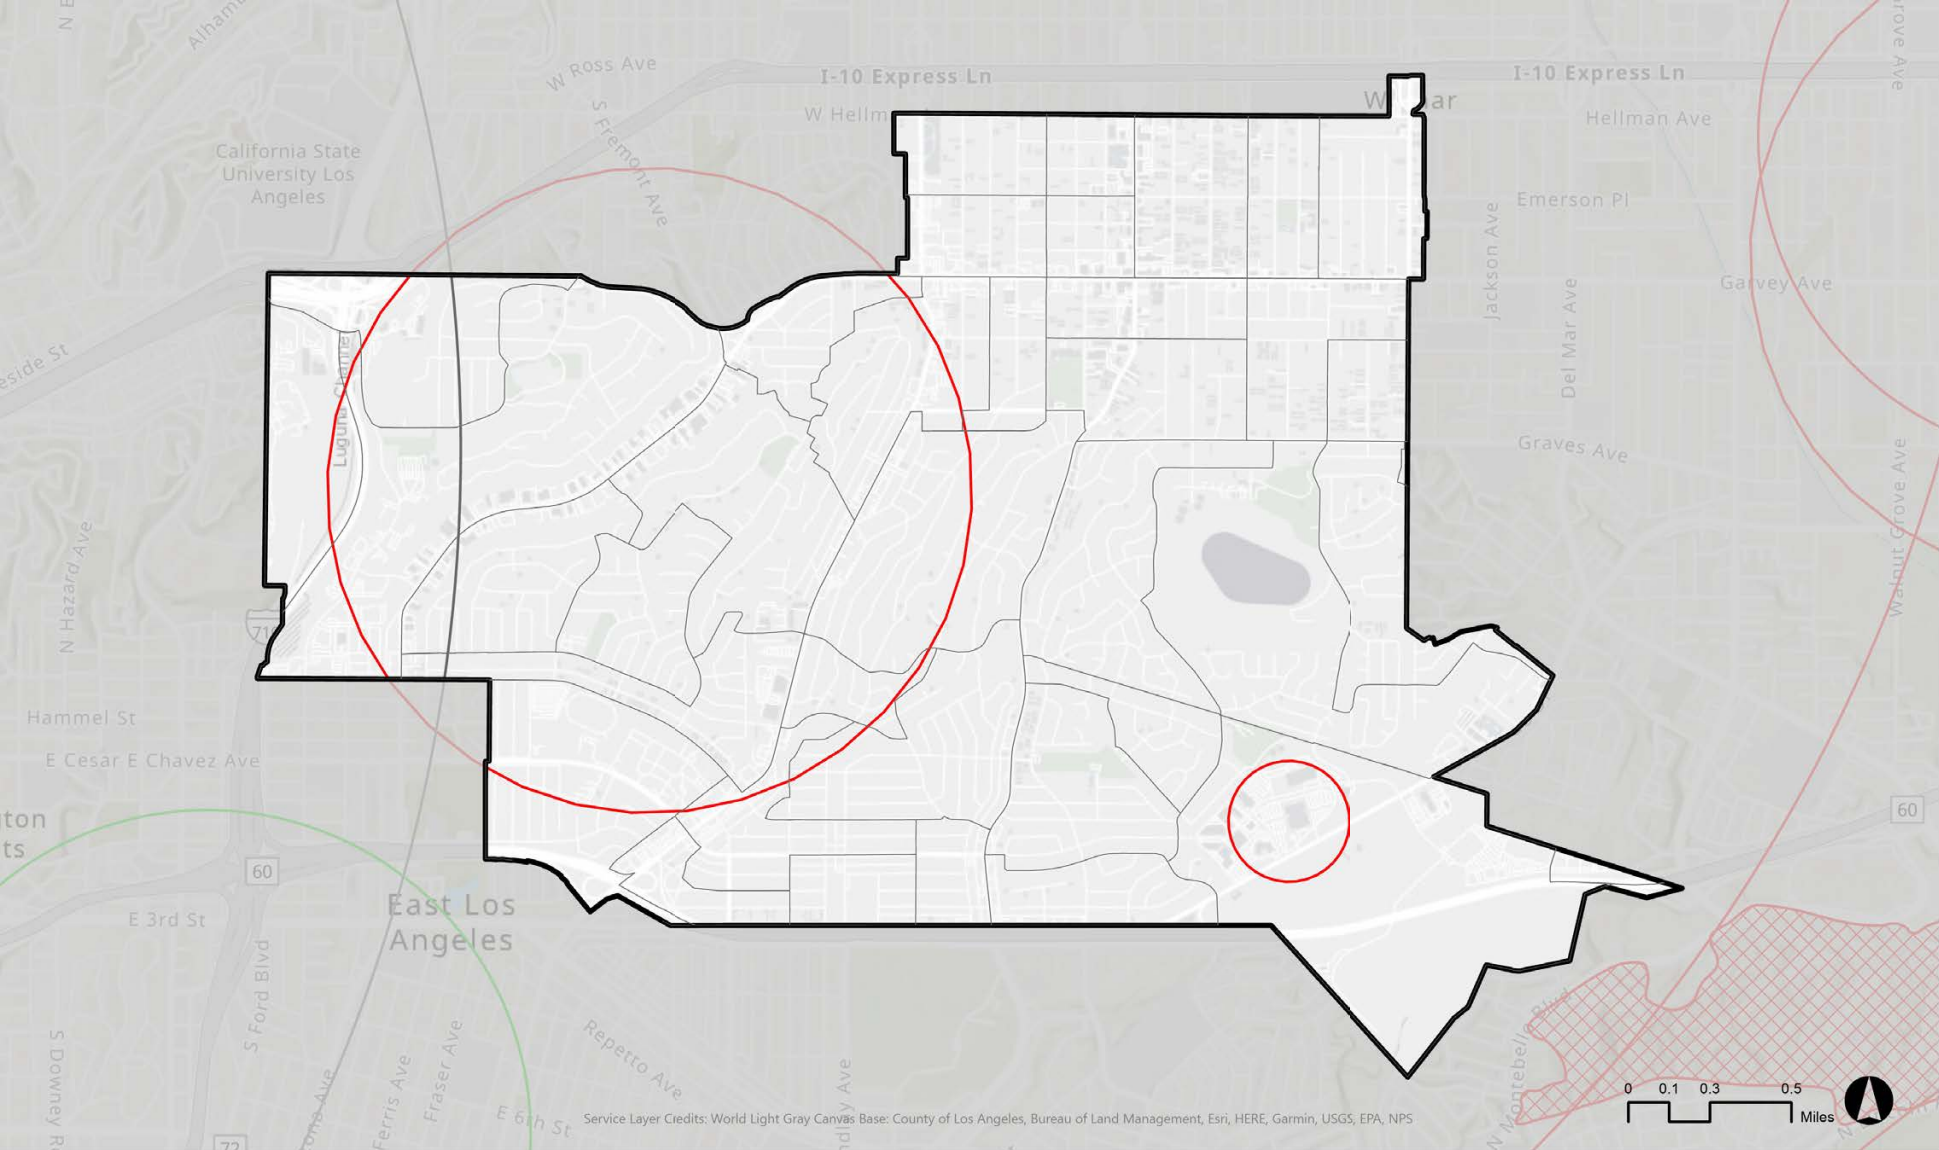 W Ross Ave
I-10 Express Ln
I-10 Express Ln
W Hellm
Hellman Ave
California State
University Los
Angeles
S Fremont Ave
Emerson Pl
Jackson Ave
Garvey Ave
Del Mar Ave
Graves Ave
Walnut Grove Ave
N Hazard Ave
710
Hammel St
E Cesar E Chavez Ave
60
60
E 3rd St
East Los
Angeles
S Ford Blvd
Repetto Ave
Fraser Ave
Ferris Ave
E 6th St
72
0 0.1 0.3 0.5
Miles
Service Layer Credits: World Light Gray Canvas Base: County of Los Angeles, Bureau of Land Management, Esri, HERE, Garmin, USGS, EPA, NPS